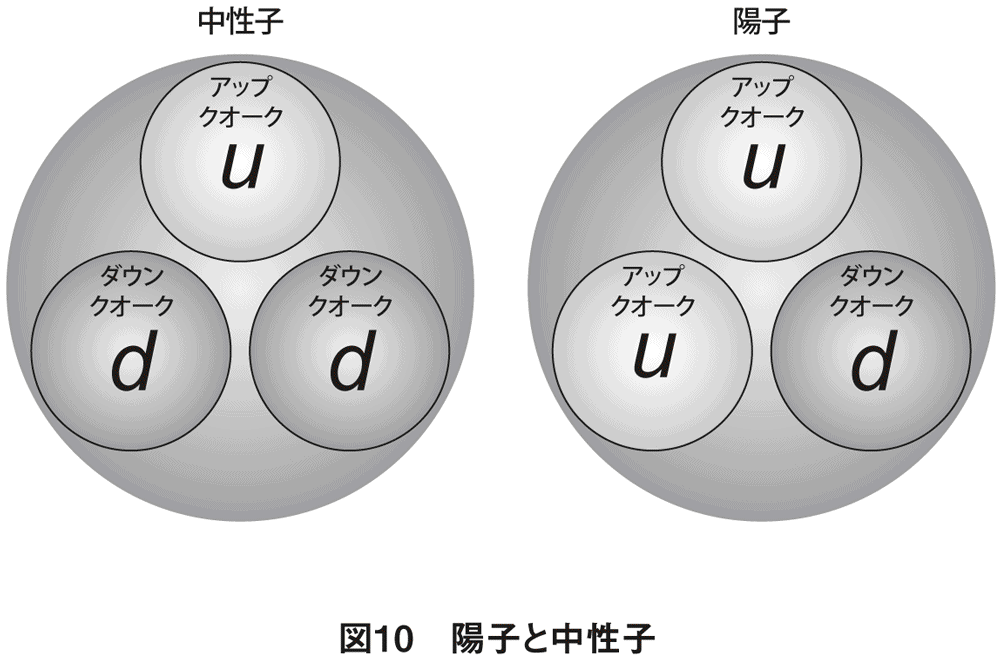 中性子
アップ
クオーク
u
ダウン
クオーク
d
ダウン
クオーク
d
陽子
アップ
クオーク
u
アップ
クオーク
u
ダウン
クオーク
d
図10　陽子と中性子